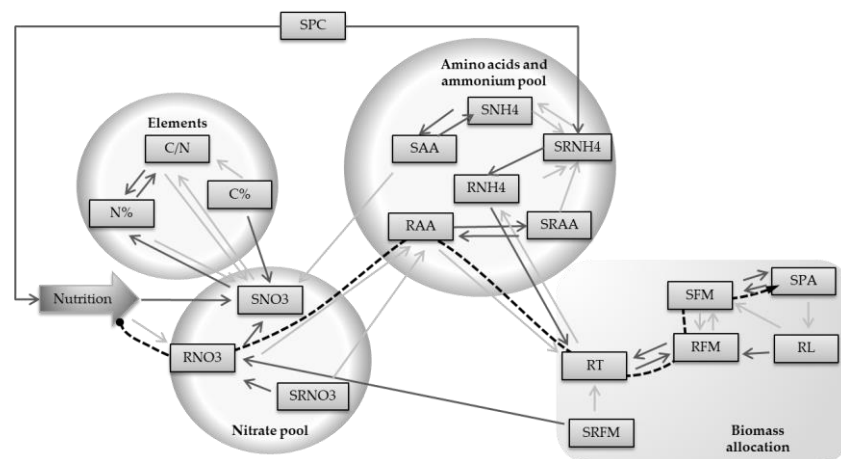 SPC
Amino acids and
ammonium pool
SNH4
Elements
C/N
SAA
SRNH4
C%
RNH4
N%
RAA
SRAA
Nutrition
SNO3
SFM
SPA
RNO3
RFM
RL
RT
SRNO3
Nitrate pool
SRFM
Biomass
allocation